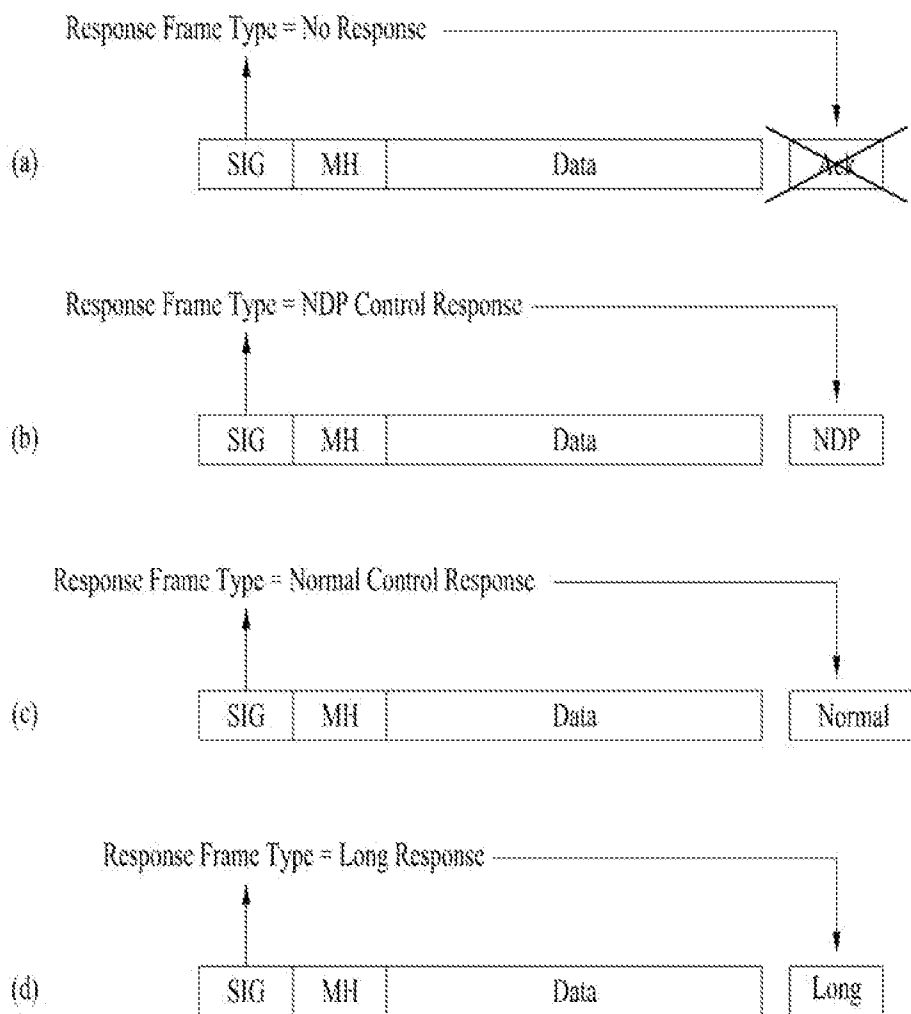 Response Frame Type = No Response
(a) SIG MH Data Ack
Response Frame Type = NDP Control Response
(b) SIG MH Data NDP
Response Frame Type = Normal Control Response
(c) SIG MH Data Normal
Response Frame Type = Long Response
(d) SIG MH Data Long